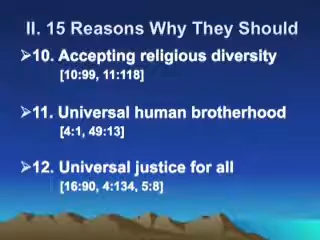 II. 15 Reasons Why They Should
➢10. Accepting religious diversity
[10:99, 11:118]
➢11. Universal human brotherhood
[4:1, 49:13]
➢12. Universal justice for all
[16:90, 4:134, 5:8]